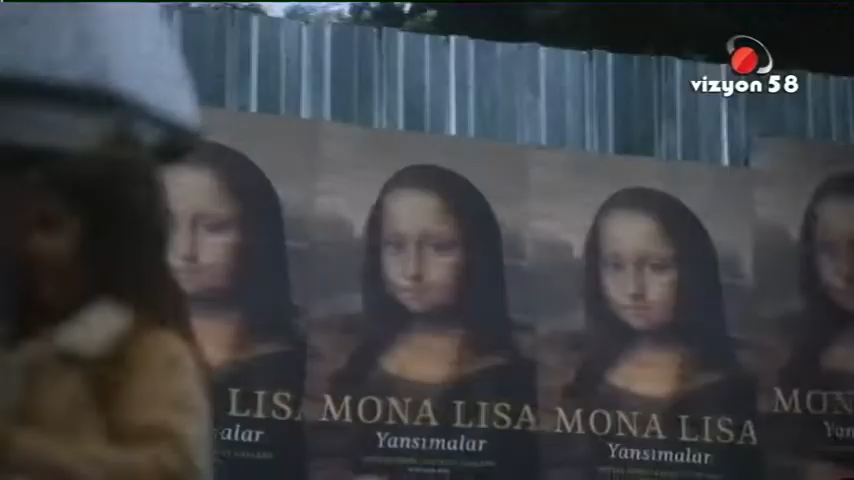 vizyon 58
LISA
MONA LISA
Yansımalar
MONA LISA
Yansımalar
MONA